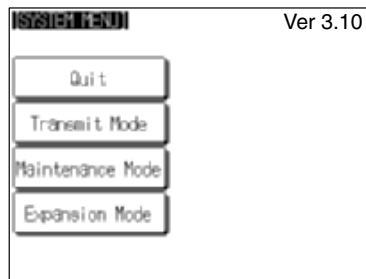 [SYSTEM MENU] Ver 3.10
Quit
Transmit Mode
Maintenance Mode
Expansion Mode